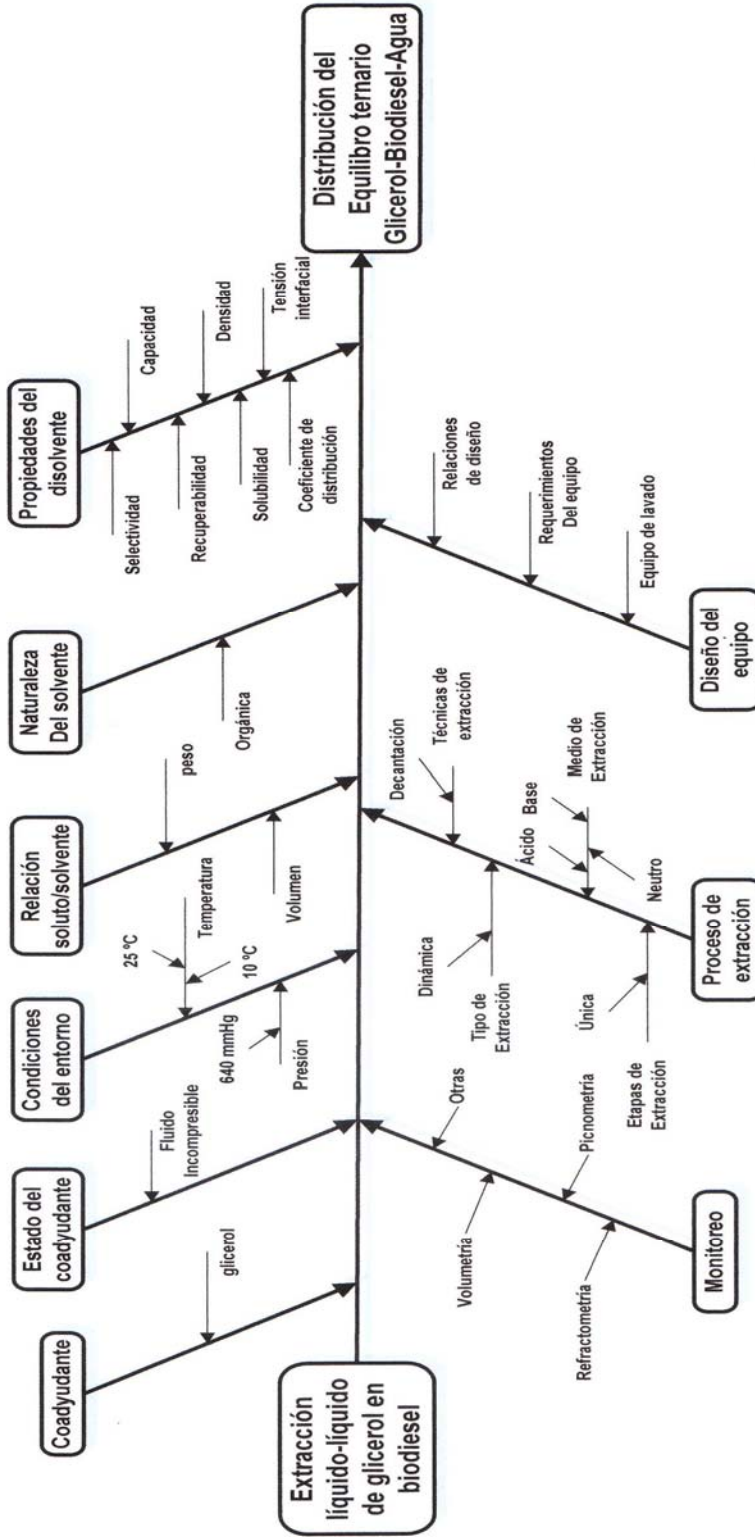 Coadyudante
glicerol
Estado del
coadyudante
Fluido
Incompresible
Condiciones
del entorno
25 ºC
Temperatura
10 ºC
640 mmHg
Presión
Relación
soluto/solvente
peso
Volumen
Naturaleza
Del solvente
Orgánica
Propiedades del
disolvente
Selectividad
Capacidad
Recuperabilidad
Densidad
Solubilidad
Tensión
interfacial
Coeficiente de
distribución
Extracción
líquido-líquido
de glicerol en
biodiesel
Distribución del
Equilibro ternario
Glicerol-Biodiesel-Agua
Otras
Volumetría
Picnometría
Refractometría
Monitoreo
Decantación
Técnicas de
extracción
Dinámica
Tipo de
Extracción
Ácido
Base
Medio de
Extracción
Neutro
Única
Etapas de
Extracción
Proceso de
extracción
Relaciones
de diseño
Requerimientos
Del equipo
Equipo de lavado
Diseño del
equipo